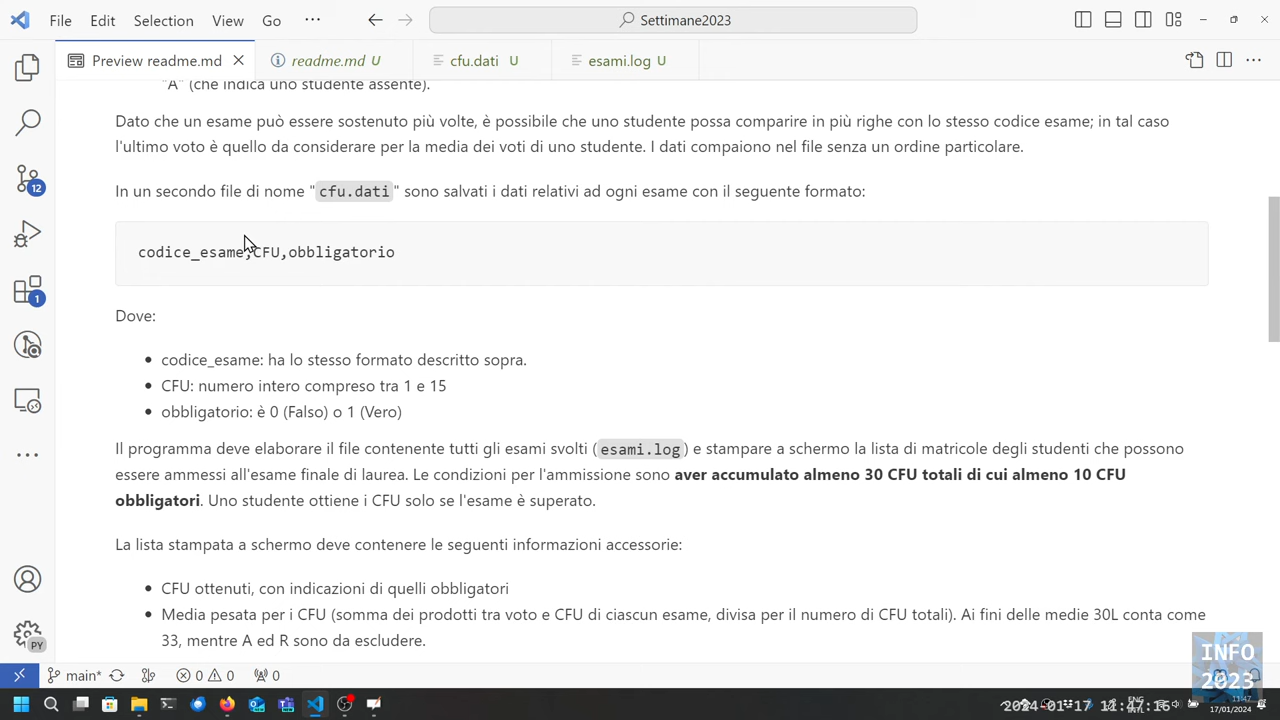 File Edit Selection View Go ··· Settimane2023
Preview readme.md readme.md U cfu.dati U esami.log U
"A" (che indica uno studente assente).
Dato che un esame può essere sostenuto più volte, è possibile che uno studente possa comparire in più righe con lo stesso codice esame; in tal caso
l'ultimo voto è quello da considerare per la media dei voti di uno studente. I dati compaiono nel file senza un ordine particolare.
In un secondo file di nome "cfu.dati" sono salvati i dati relativi ad ogni esame con il seguente formato:
codice_esame,CFU,obbligatorio
Dove:
• codice_esame: ha lo stesso formato descritto sopra.
• CFU: numero intero compreso tra 1 e 15
• obbligatorio: è 0 (Falso) o 1 (Vero)
Il programma deve elaborare il file contenente tutti gli esami svolti (esami.log) e stampare a schermo la lista di matricole degli studenti che possono
essere ammessi all'esame finale di laurea. Le condizioni per l'ammissione sono aver accumulato almeno 30 CFU totali di cui almeno 10 CFU
obbligatori. Uno studente ottiene i CFU solo se l'esame è superato.
La lista stampata a schermo deve contenere le seguenti informazioni accessorie:
• CFU ottenuti, con indicazioni di quelli obbligatori
• Media pesata per i CFU (somma dei prodotti tra voto e CFU di ciascun esame, divisa per il numero di CFU totali). Ai fini delle medie 30L conta come
33, mentre A ed R sono da escludere.
12
1
PY
INFO
2023
main* 0 0 0
2024-01-17 11:47:16
ENG
11:47
17/01/2024